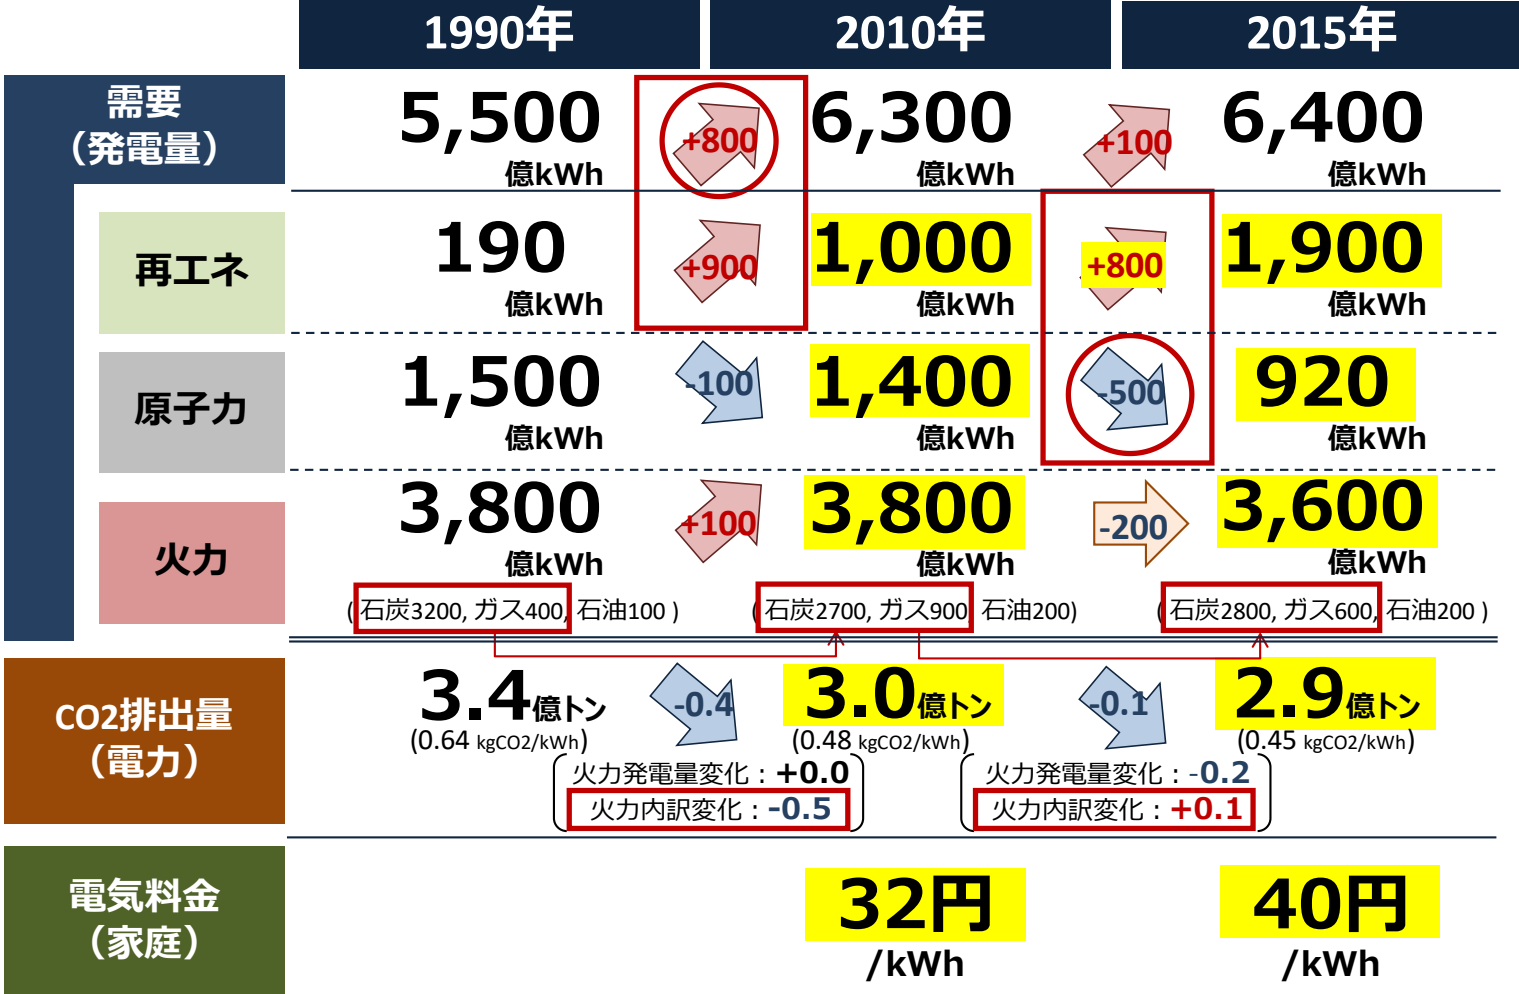 1990年
2010年
2015年
需要
（発電量）
5,500
億kWh
+800
6,300
億kWh
+100
6,400
億kWh
再エネ
190
億kWh
+900
1,000
億kWh
+800
1,900
億kWh
原子力
1,500
億kWh
-100
1,400
億kWh
-500
920
億kWh
火力
3,800
億kWh
+100
3,800
億kWh
-200
3,600
億kWh
( 石炭3200, ガス400, 石油100 )
( 石炭2700, ガス900, 石油200)
( 石炭2800, ガス600, 石油200 )
CO2排出量
（電力）
3.4億トン
(0.64 kgCO2/kWh)
-0.4
3.0億トン
(0.48 kgCO2/kWh)
-0.1
2.9億トン
(0.45 kgCO2/kWh)
火力発電量変化：+0.0
火力内訳変化：-0.5
火力発電量変化：-0.2
火力内訳変化：+0.1
電気料金
（家庭）
32円
/kWh
40円
/kWh